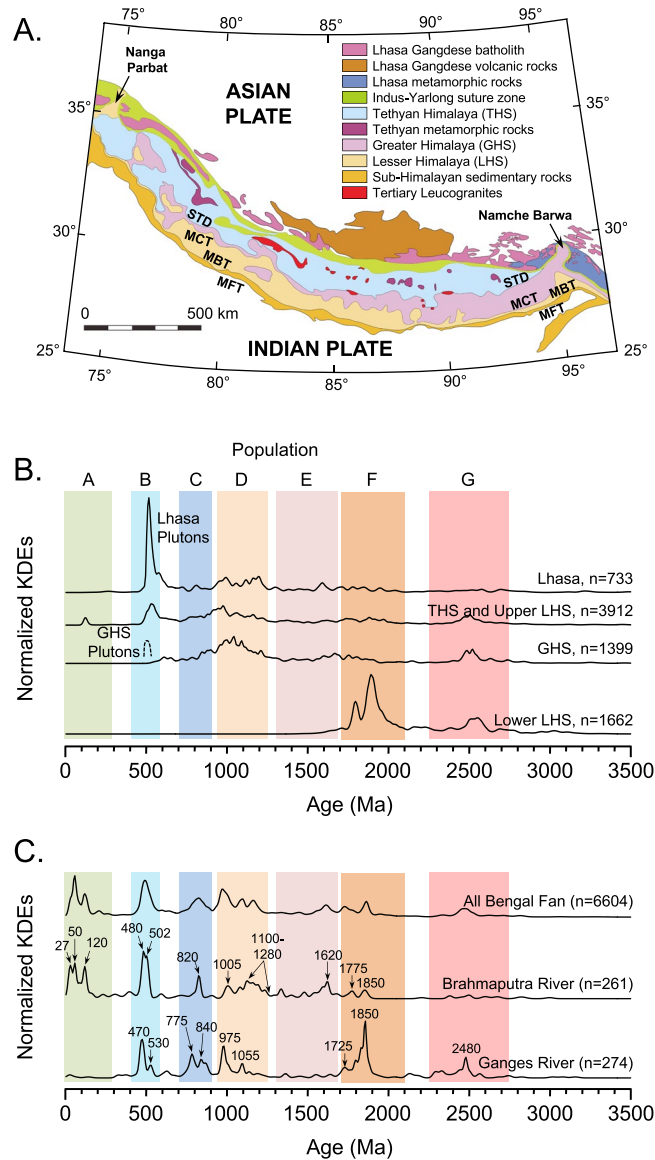 A.
75°
80°
85°
90°
95°
Nanga
Parbat
ASIAN
PLATE
Lhasa Gangdese batholith
Lhasa Gangdese volcanic rocks
Lhasa metamorphic rocks
Indus-Yarlong suture zone
Tethyan Himalaya (THS)
Tethyan metamorphic rocks
Greater Himalaya (GHS)
Lesser Himalaya (LHS)
Sub-Himalayan sedimentary rocks
Tertiary Leucogranites
35°
35°
Namche Barwa
30°
30°
STD
MCT
MBT
MFT
STD
MCT
MBT
MFT
0 500 km
INDIAN PLATE
25°
25°
75°
80°
85°
90°
95°
B.
Population
A B C D E F G
Normalized KDEs
Lhasa
Plutons
Lhasa, n=733
THS and Upper LHS, n=3912
GHS
Plutons
GHS, n=1399
Lower LHS, n=1662
0 500 1000 1500 2000 2500 3000 3500
Age (Ma)
C.
Normalized KDEs
All Bengal Fan (n=6604)
27
50
120
480
502
820
1005
1100-
1280
1620
1775
1850
Brahmaputra River (n=261)
470
530
775
840
975
1055
1725
1850
2480
Ganges River (n=274)
0 500 1000 1500 2000 2500 3000 3500
Age (Ma)